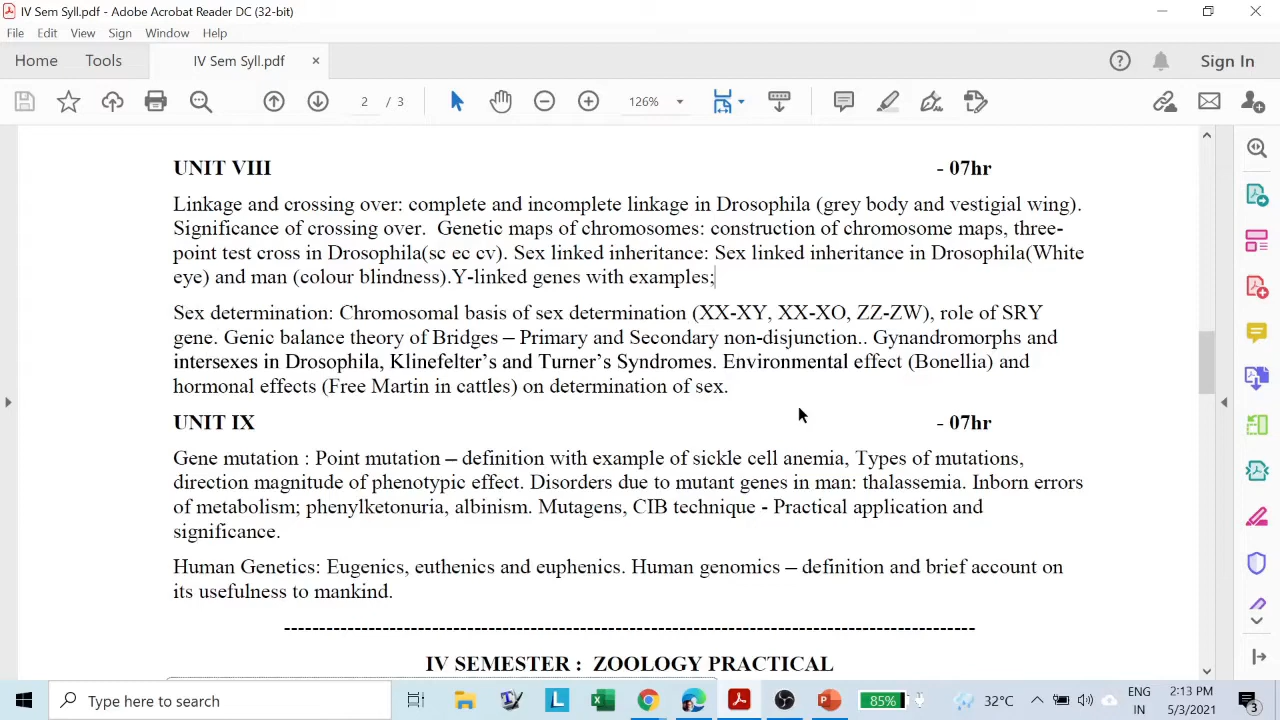 IV Sem Syll.pdf - Adobe Acrobat Reader DC (32-bit)
File Edit View Sign Window Help
Home Tools IV Sem Syll.pdf × Sign In
2 / 3 126%
UNIT VIII - 07hr
Linkage and crossing over: complete and incomplete linkage in Drosophila (grey body and vestigial wing).
Significance of crossing over. Genetic maps of chromosomes: construction of chromosome maps, three-
point test cross in Drosophila(sc ec cv). Sex linked inheritance: Sex linked inheritance in Drosophila(White
eye) and man (colour blindness).Y-linked genes with examples;
Sex determination: Chromosomal basis of sex determination (XX-XY, XX-XO, ZZ-ZW), role of SRY
gene. Genic balance theory of Bridges – Primary and Secondary non-disjunction.. Gynandromorphs and
intersexes in Drosophila, Klinefelter's and Turner's Syndromes. Environmental effect (Bonellia) and
hormonal effects (Free Martin in cattles) on determination of sex.
UNIT IX - 07hr
Gene mutation : Point mutation – definition with example of sickle cell anemia, Types of mutations,
direction magnitude of phenotypic effect. Disorders due to mutant genes in man: thalassemia. Inborn errors
of metabolism; phenylketonuria, albinism. Mutagens, CIB technique - Practical application and
significance.
Human Genetics: Eugenics, euthenics and euphenics. Human genomics – definition and brief account on
its usefulness to mankind.
IV SEMESTER : ZOOLOGY PRACTICAL
Type here to search 85% 32°C ENG 2:13 PM
IN 5/3/2021 3